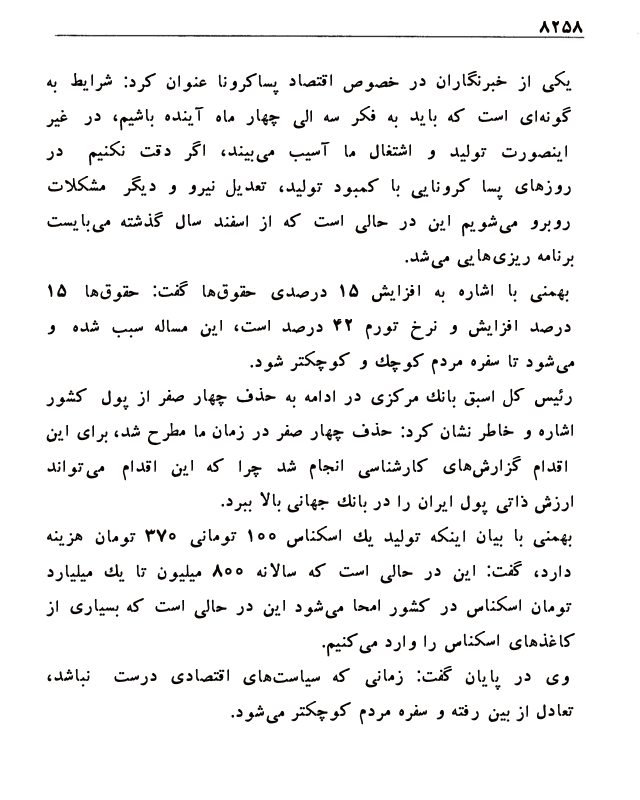 ۸۲۵۸
یکی از خبرنگاران در خصوص اقتصاد پساکرونا عنوان کرد: شرایط به
گونه‌ای است که باید به فکر سه الی چهار ماه آینده باشیم، در غیر
اینصورت تولید و اشتغال ما آسیب می‌بیند، اگر دقت نکنیم در
روزهای پسا کرونایی با کمبود تولید، تعدیل نیرو و دیگر مشکلات
روبرو می‌شویم این در حالی است که از اسفند سال گذشته می‌بایست
برنامه ریزی‌هایی می‌شد.
بهمنی با اشاره به افزایش ۱۵ درصدی حقوق‌ها گفت: حقوق‌ها ۱۵
درصد افزایش و نرخ تورم ۴۲ درصد است، این مساله سبب شده و
می‌شود تا سفره مردم کوچك و کوچکتر شود.
رئیس کل اسبق بانك مرکزی در ادامه به حذف چهار صفر از پول کشور
اشاره و خاطر نشان کرد: حذف چهار صفر در زمان ما مطرح شد، برای این
اقدام گزارش‌های کارشناسی انجام شد چرا که این اقدام می‌تواند
ارزش ذاتی پول ایران را در بانك جهانی بالا ببرد.
بهمنی با بیان اینکه تولید یك اسکناس ۱۰۰ تومانی ۳۷۰ تومان هزینه
دارد، گفت: این در حالی است که سالانه ۸۰۰ میلیون تا یك میلیارد
تومان اسکناس در کشور امحا می‌شود این در حالی است که بسیاری از
کاغذهای اسکناس را وارد می‌کنیم.
وی در پایان گفت: زمانی که سیاست‌های اقتصادی درست نباشد،
تعادل از بین رفته و سفره مردم کوچکتر می‌شود.